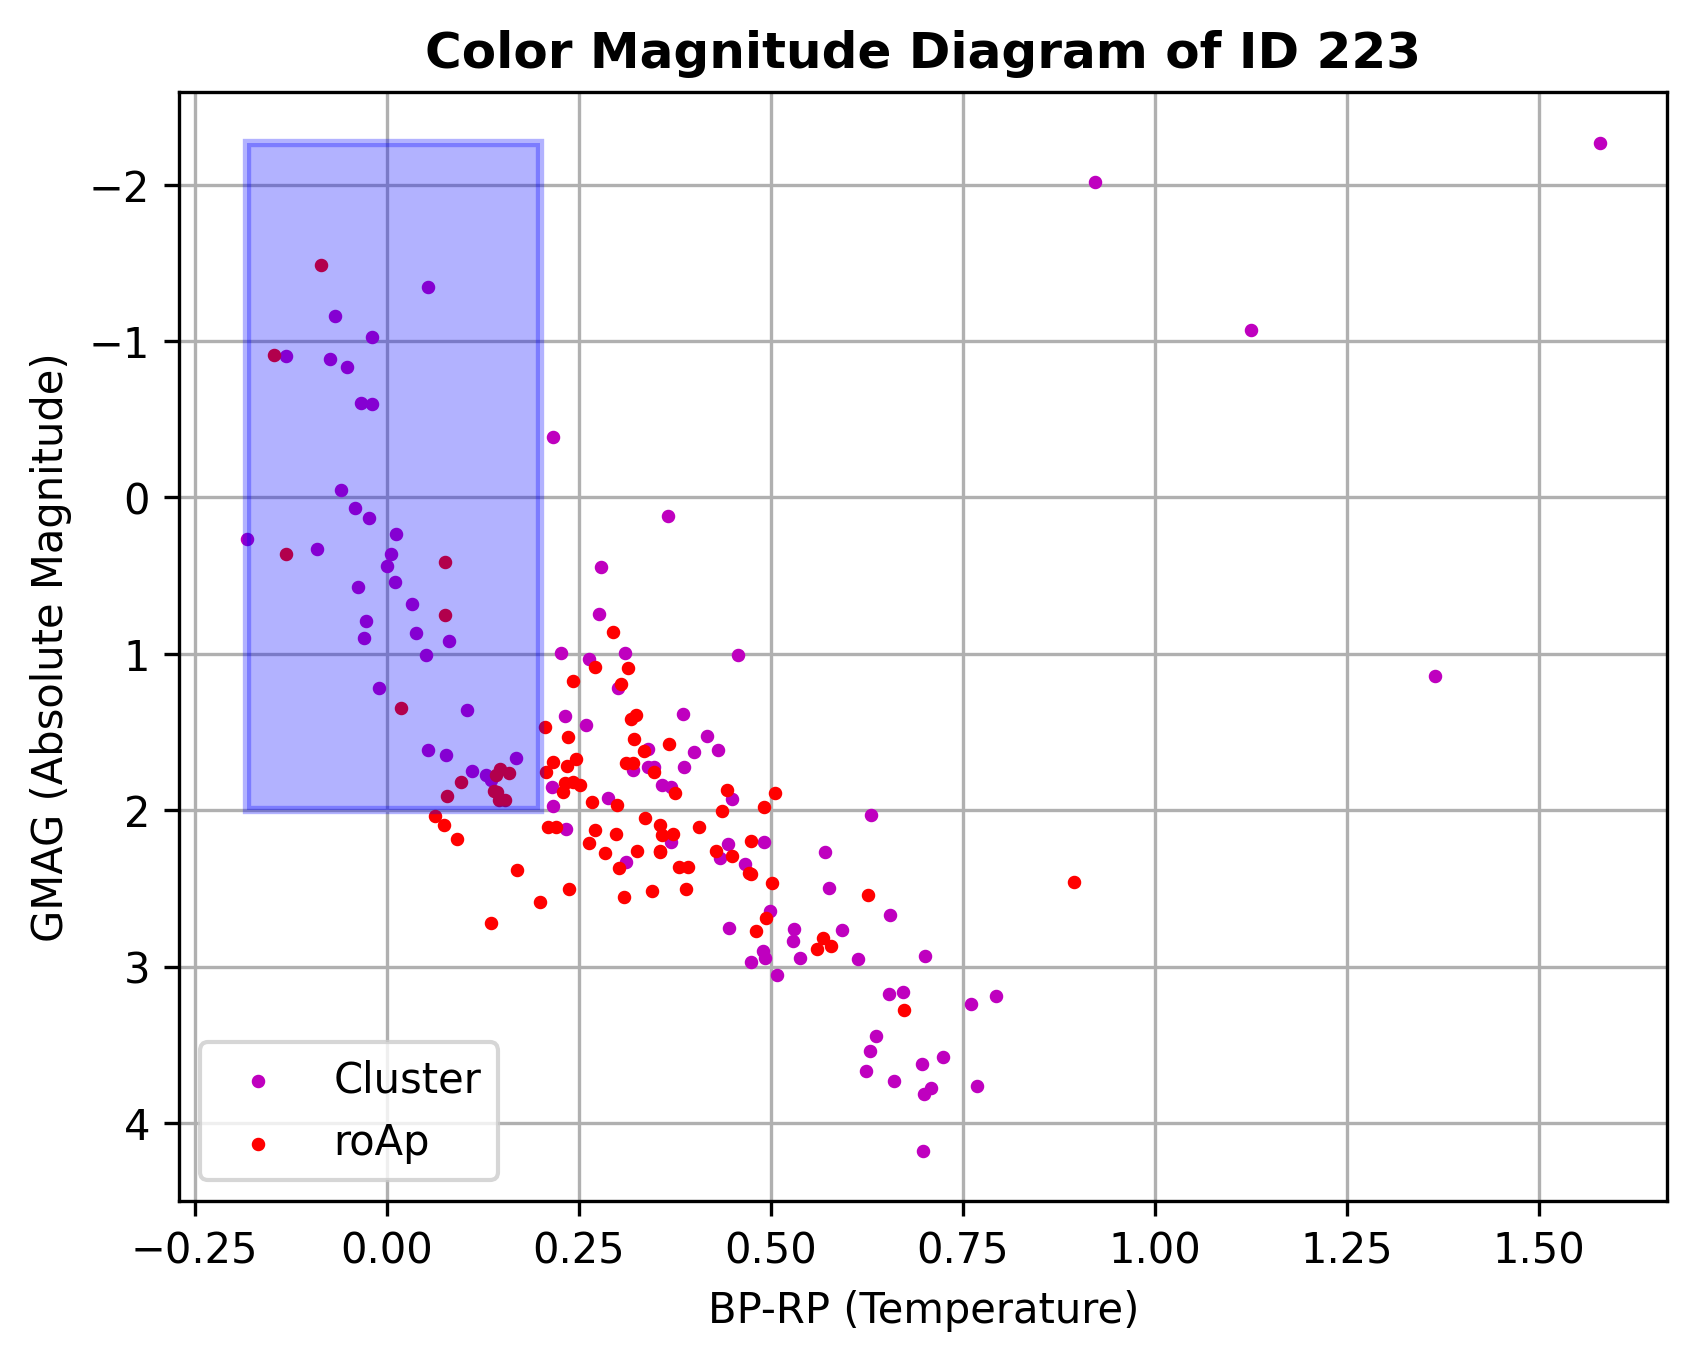 Color Magnitude Diagram of ID 223
GMAG (Absolute Magnitude)
−2
−1
0
1
2
3
4
Cluster
roAp
−0.25 0.00 0.25 0.50 0.75 1.00 1.25 1.50
BP-RP (Temperature)